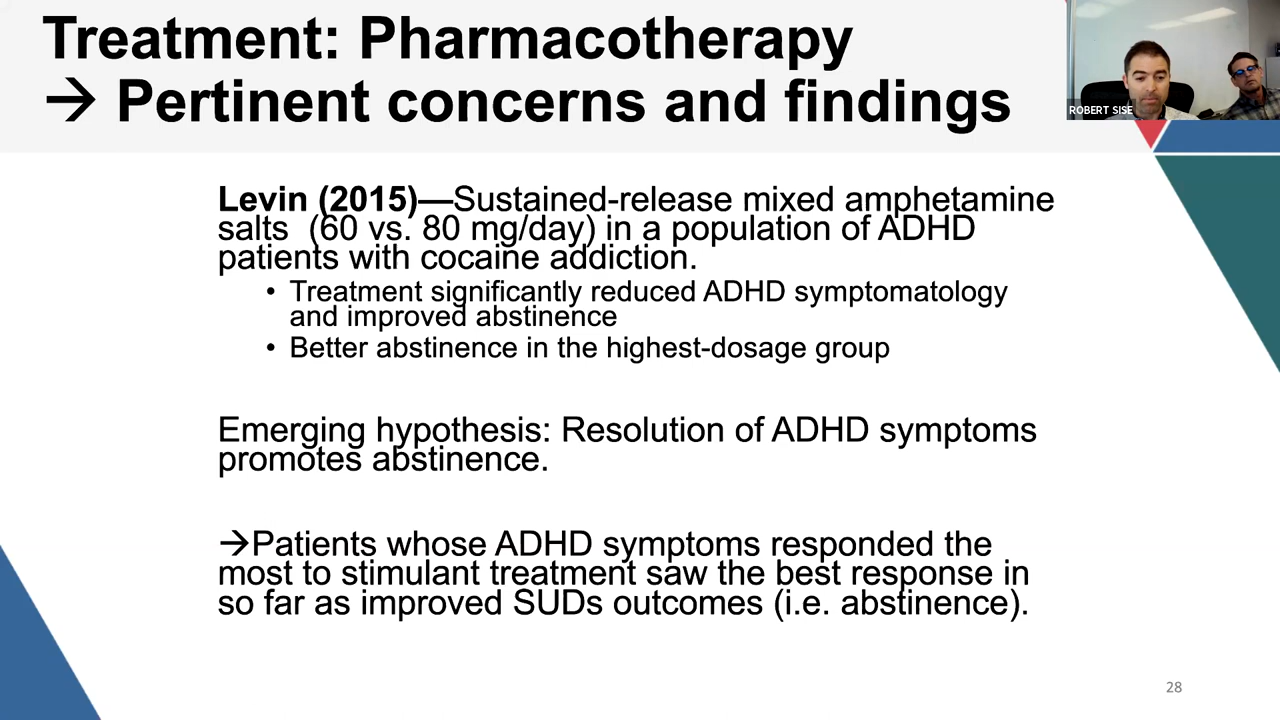 Treatment: Pharmacotherapy
→ Pertinent concerns and findings
ROBERT SISE
Levin (2015)—Sustained-release mixed amphetamine
salts (60 vs. 80 mg/day) in a population of ADHD
patients with cocaine addiction.
• Treatment significantly reduced ADHD symptomatology
and improved abstinence
• Better abstinence in the highest-dosage group
Emerging hypothesis: Resolution of ADHD symptoms
promotes abstinence.
→Patients whose ADHD symptoms responded the
most to stimulant treatment saw the best response in
so far as improved SUDs outcomes (i.e. abstinence).
28